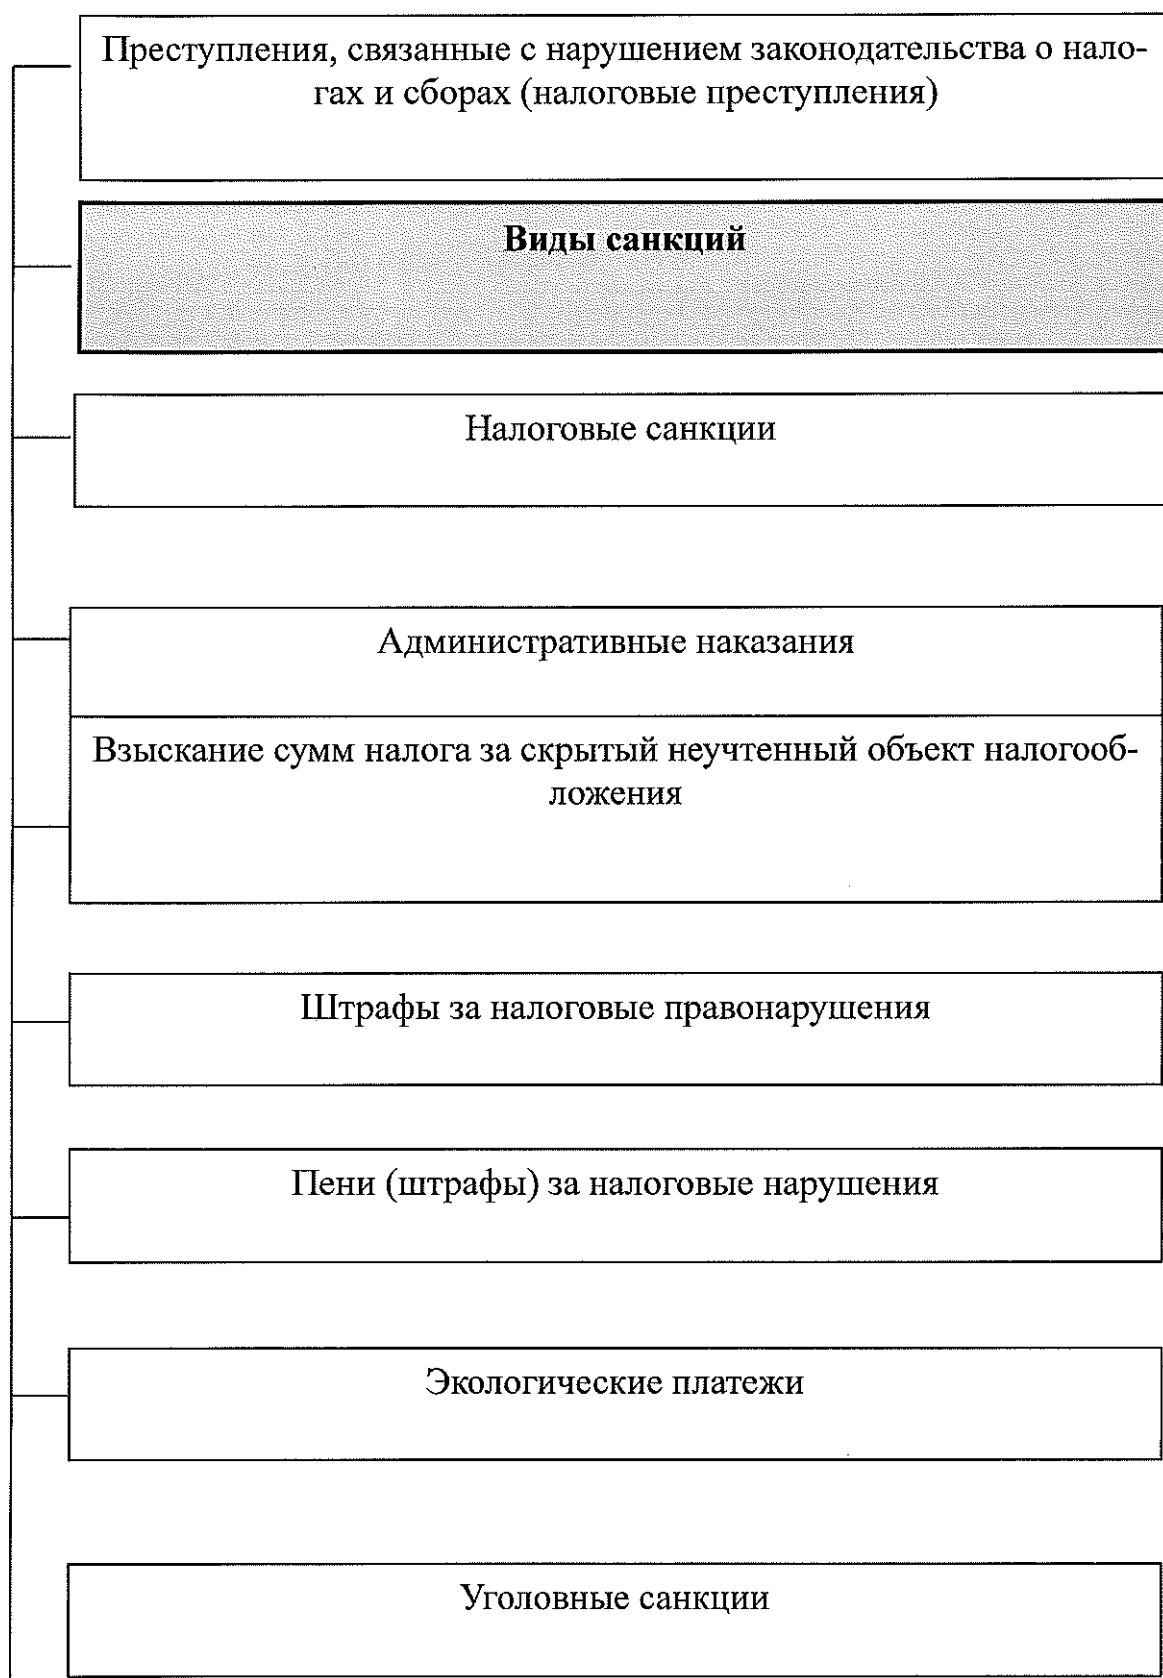 Преступления, связанные с нарушением законодательства о нало-
гах и сборах (налоговые преступления)
Виды санкций
Налоговые санкции
Административные наказания
Взыскание сумм налога за скрытый неучтенный объект налогооб-
ложения
Штрафы за налоговые правонарушения
Пени (штрафы) за налоговые нарушения
Экологические платежи
Уголовные санкции